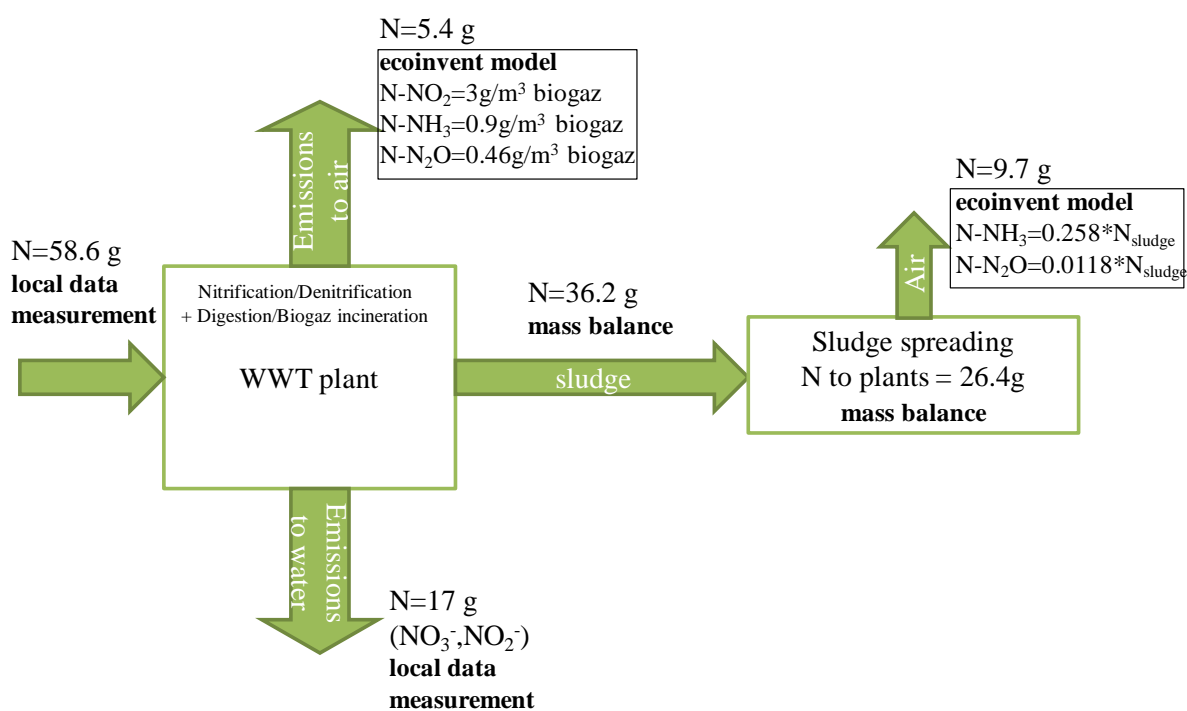 N=5.4 g
ecoinvent model
N-NO₂=3g/m³ biogaz
N-NH₃=0.9g/m³ biogaz
N-N₂O=0.46g/m³ biogaz
Emissions
to air
N=9.7 g
ecoinvent model
N-NH₃=0.258*Nsludge
N-N₂O=0.0118*Nsludge
Air
N=58.6 g
local data
measurement
Nitrification/Denitrification
+ Digestion/Biogaz incineration
WWT plant
N=36.2 g
mass balance
sludge
Sludge spreading
N to plants = 26.4g
mass balance
Emissions
to water
N=17 g
(NO₃⁻,NO₂⁻)
local data
measurement